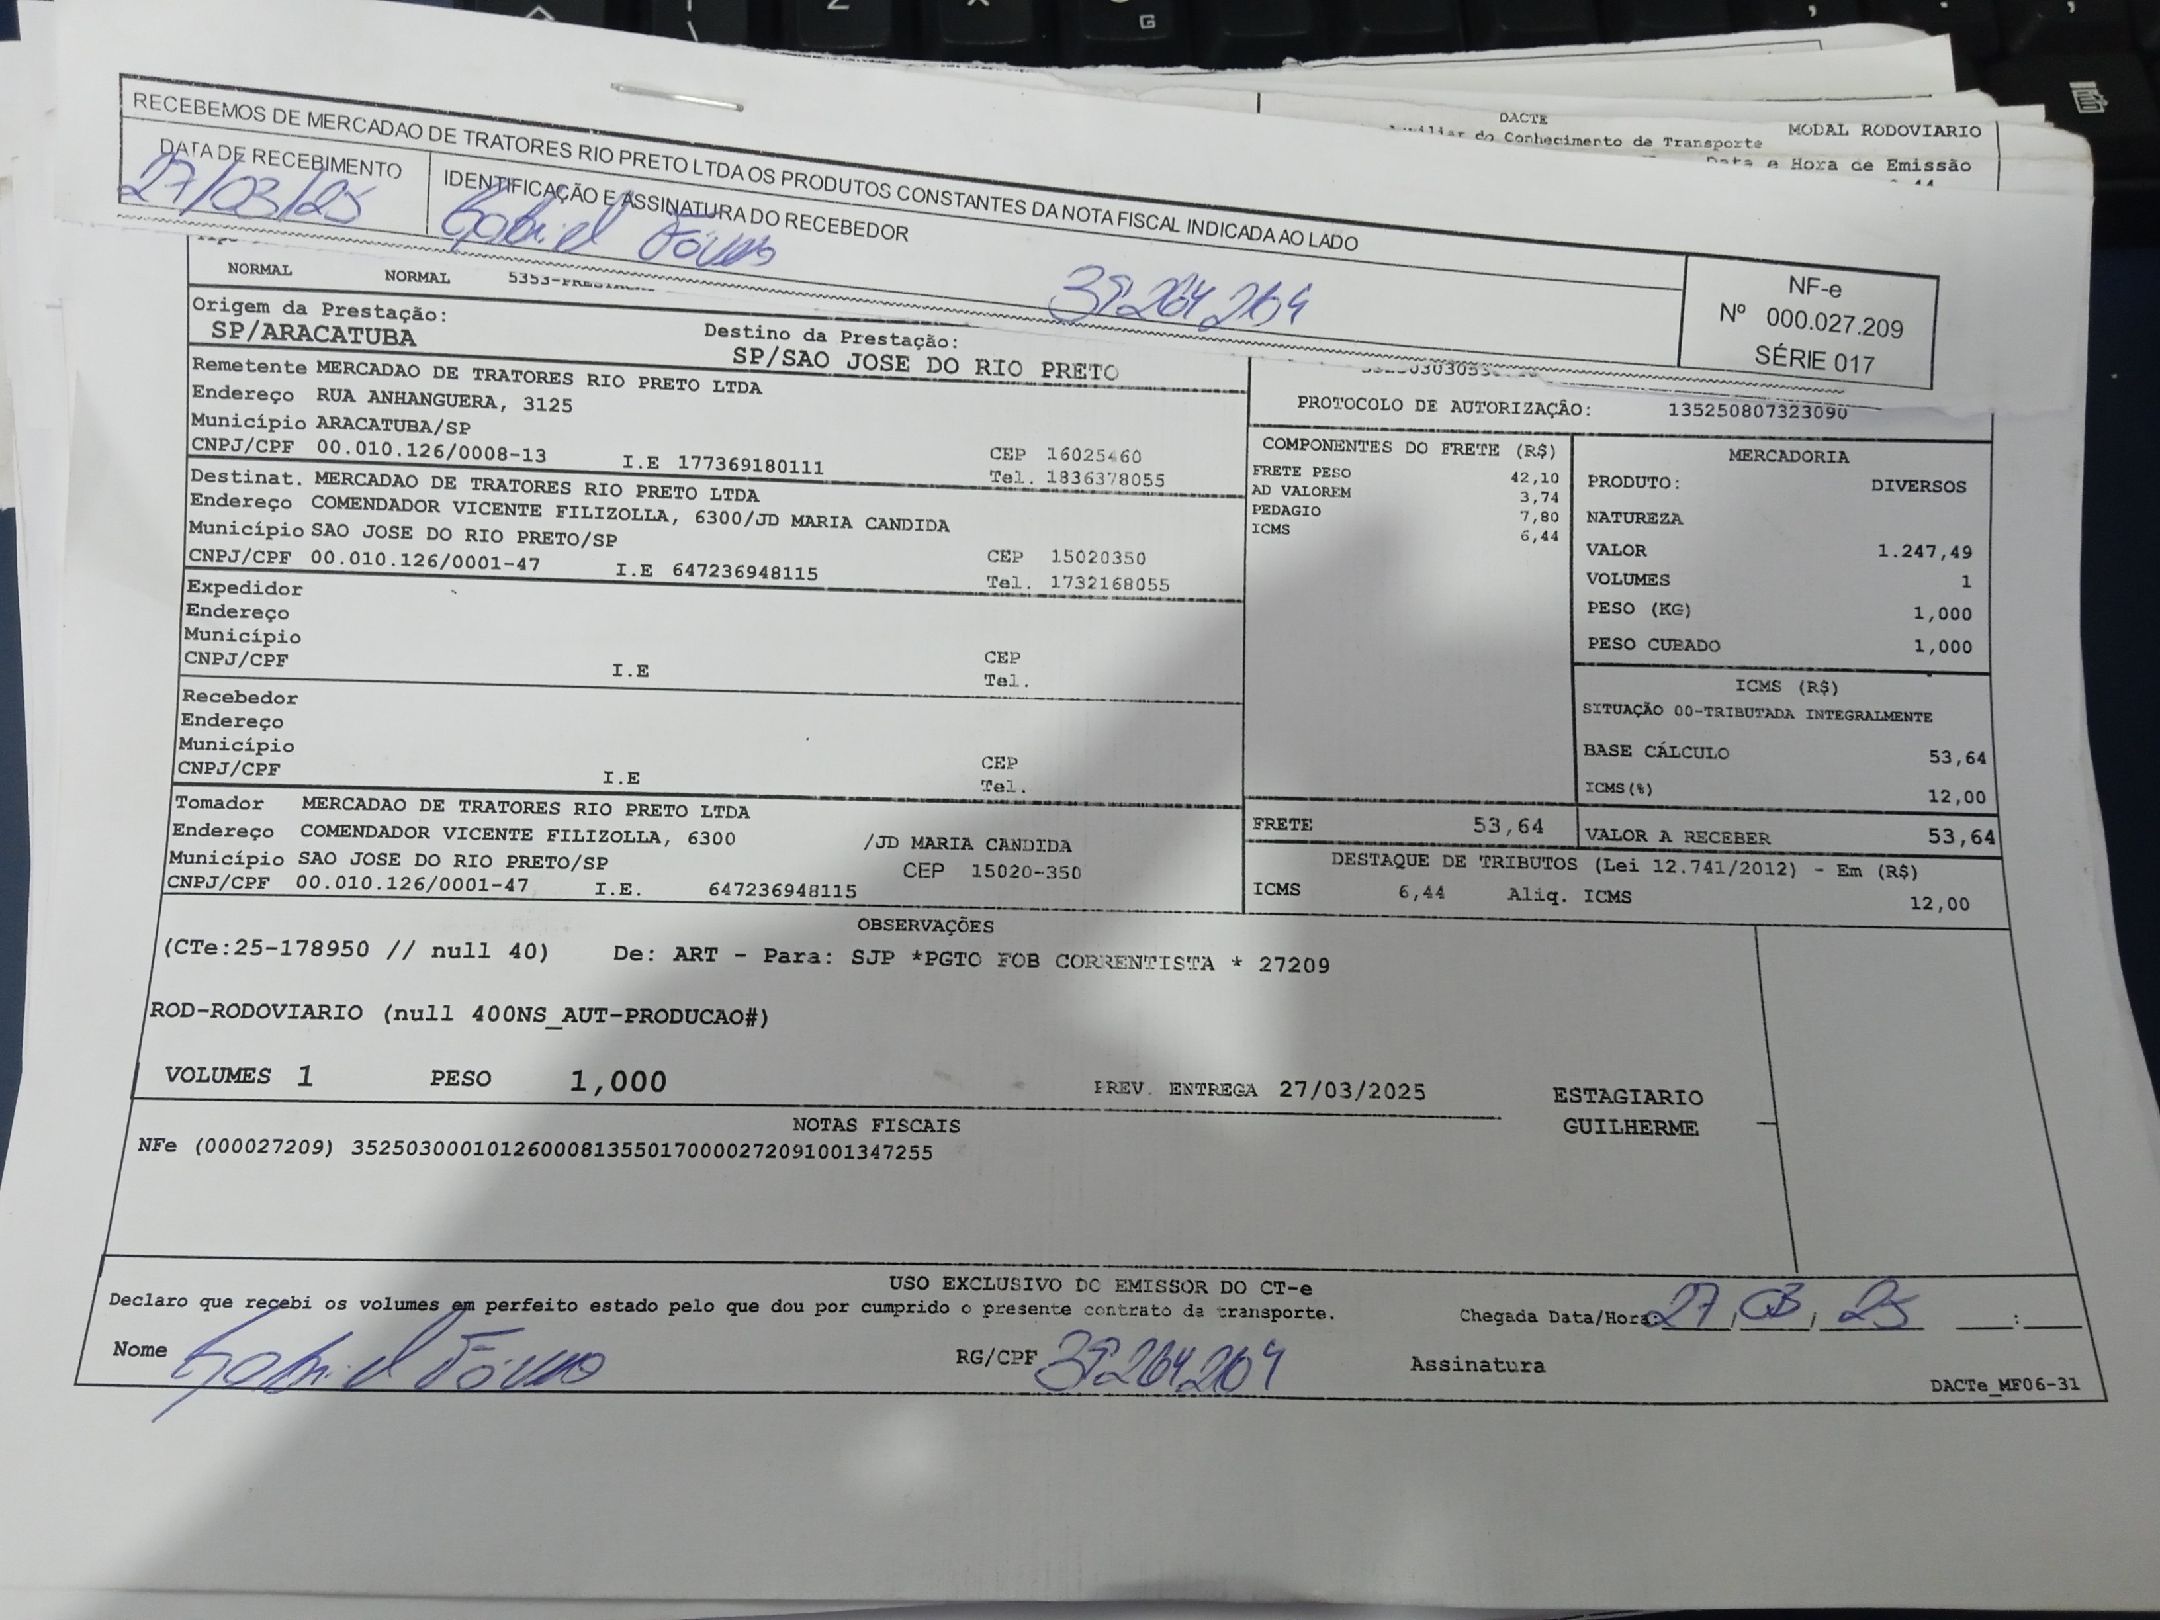 DACTE
MODAL RODOVIARIO
do Conhecimento de Transporte
Data e Hora de Emissão
RECEBEMOS DE MERCADAO DE TRATORES RIO PRETO LTDA OS PRODUTOS CONSTANTES DA NOTA FISCAL INDICADA AO LADO
DATA DE RECEBIMENTO
27/03/25
IDENTIFICAÇÃO E ASSINATURA DO RECEBEDOR
Gabriel
NF-e
Nº 000.027.209
SÉRIE 017
NORMAL NORMAL
Origem da Prestação:
SP/ARACATUBA
Destino da Prestação:
SP/SAO JOSE DO RIO PRETO
Remetente MERCADAO DE TRATORES RIO PRETO LTDA
Endereço RUA ANHANGUERA, 3125
Município ARACATUBA/SP
CEP 16025460
CNPJ/CPF 00.010.126/0008-13 I.E 177369180111
Tel. 1836378055
Destinat. MERCADAO DE TRATORES RIO PRETO LTDA
Endereço COMENDADOR VICENTE FILIZOLLA, 6300/JD MARIA CANDIDA
Município SAO JOSE DO RIO PRETO/SP
CEP 15020350
CNPJ/CPF 00.010.126/0001-47 I.E 647236948115
Tel. 1732168055
Expedidor
Endereço
Município
CEP
CNPJ/CPF I.E
Tel.
Recebedor
Endereço
Município
CEP
CNPJ/CPF I.E
Tel.
Tomador MERCADAO DE TRATORES RIO PRETO LTDA
Endereço COMENDADOR VICENTE FILIZOLLA, 6300 /JD MARIA CANDIDA
Município SAO JOSE DO RIO PRETO/SP CEP 15020-350
CNPJ/CPF 00.010.126/0001-47 I.E. 647236948115
PROTOCOLO DE AUTORIZAÇÃO: 135250807323090
COMPONENTES DO FRETE (R$)
FRETE PESO 42,10
AD VALOREM 3,74
PEDAGIO 7,80
ICMS 6,44
MERCADORIA
PRODUTO: DIVERSOS
NATUREZA
VALOR 1.247,49
VOLUMES 1
PESO (KG) 1,000
PESO CUBADO 1,000
ICMS (R$)
SITUAÇÃO 00-TRIBUTADA INTEGRALMENTE
BASE CÁLCULO 53,64
ICMS(%) 12,00
FRETE 53,64
VALOR A RECEBER 53,64
DESTAQUE DE TRIBUTOS (Lei 12.741/2012) - Em (R$)
ICMS 6,44 Aliq. ICMS 12,00
OBSERVAÇÕES
(CTe:25-178950 // null 40) De: ART - Para: SJP *PGTO FOB CORRENTISTA * 27209
ROD-RODOVIARIO (null 400NS_AUT-PRODUCAO#)
VOLUMES 1 PESO 1,000 PREV. ENTREGA 27/03/2025
ESTAGIARIO
GUILHERME
NOTAS FISCAIS
NFe (000027209) 35250300010126000813550170000272091001347255
USO EXCLUSIVO DO EMISSOR DO CT-e
Declaro que recebi os volumes em perfeito estado pelo que dou por cumprido o presente contrato da transporte.
Chegada Data/Hora: 27/03/25 __:__
Nome Gabriel
RG/CPF
Assinatura
DACTe_MF06-31